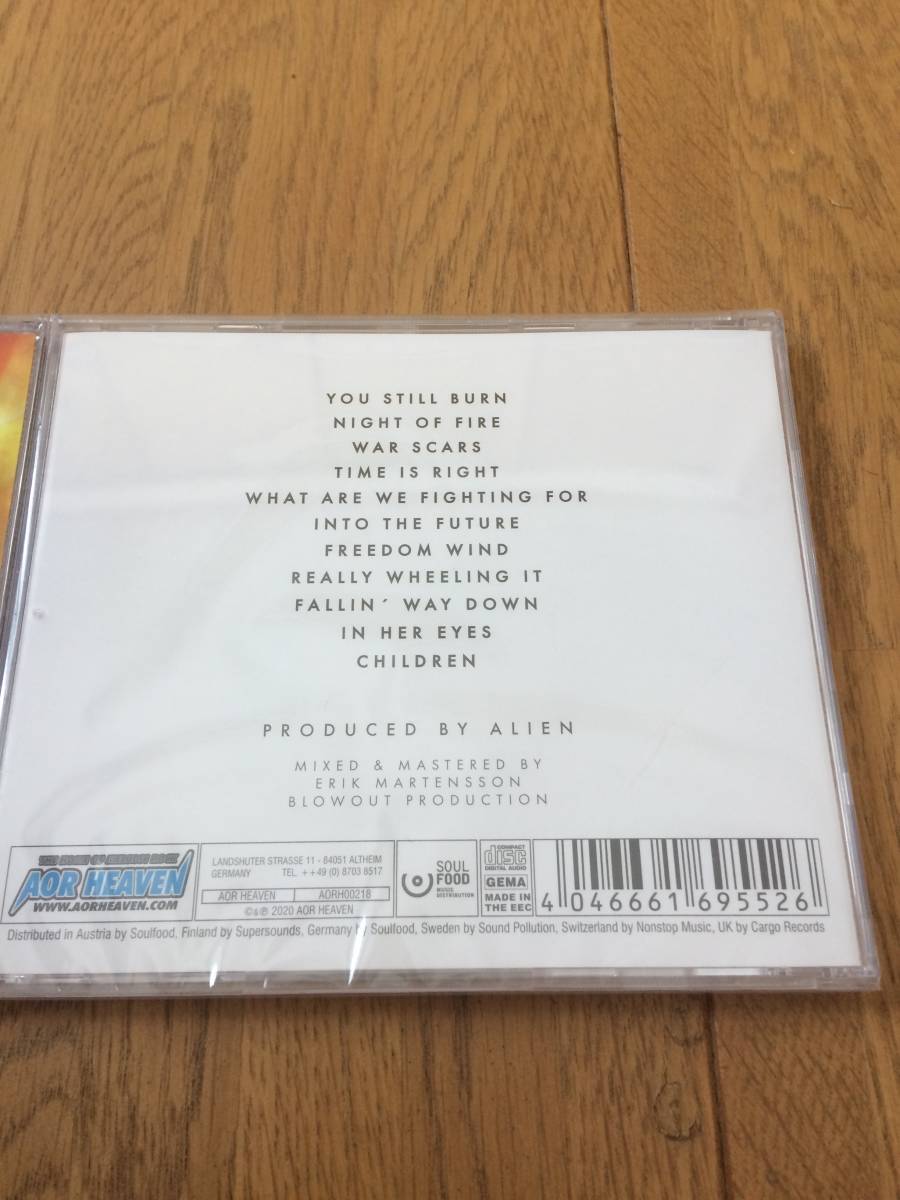 YOU STILL BURN
NIGHT OF FIRE
WAR SCARS
TIME IS RIGHT
WHAT ARE WE FIGHTING FOR
INTO THE FUTURE
FREEDOM WIND
REALLY WHEELING IT
FALLIN´ WAY DOWN
IN HER EYES
CHILDREN
PRODUCED BY ALIEN
MIXED & MASTERED BY
ERIK MARTENSSON
BLOWOUT PRODUCTION
AOR HEAVEN
WWW.AORHEAVEN.COM
LANDSHUTER STRASSE 11 - 84051 ALTHEIM
GERMANY TEL. ++49 (0) 8703 8517
AOR HEAVEN AORH00218
©&℗ 2020 AOR HEAVEN
SOUL
FOOD
MUSIC
DISTRIBUTION
COMPACT
disc
DIGITAL AUDIO
GEMA
MADE IN
THE EEC
4 046661 695526
Distributed in Austria by Soulfood, Finland by Supersounds, Germany by Soulfood, Sweden by Sound Pollution, Switzerland by Nonstop Music, UK by Cargo Records